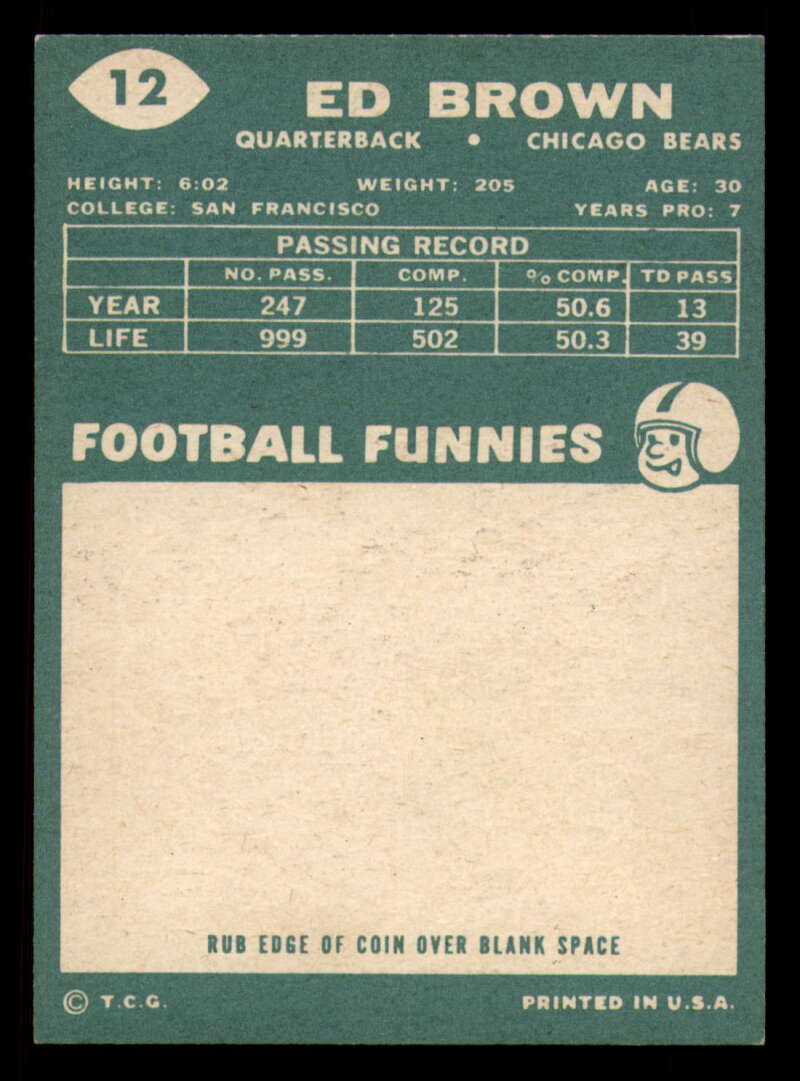 12
ED BROWN
QUARTERBACK • CHICAGO BEARS
HEIGHT: 6:02 WEIGHT: 205 AGE: 30
COLLEGE: SAN FRANCISCO YEARS PRO: 7
PASSING RECORD
NO. PASS. COMP. % COMP. TD PASS
YEAR 247 125 50.6 13
LIFE 999 502 50.3 39
FOOTBALL FUNNIES
RUB EDGE OF COIN OVER BLANK SPACE
© T.C.G. PRINTED IN U.S.A.